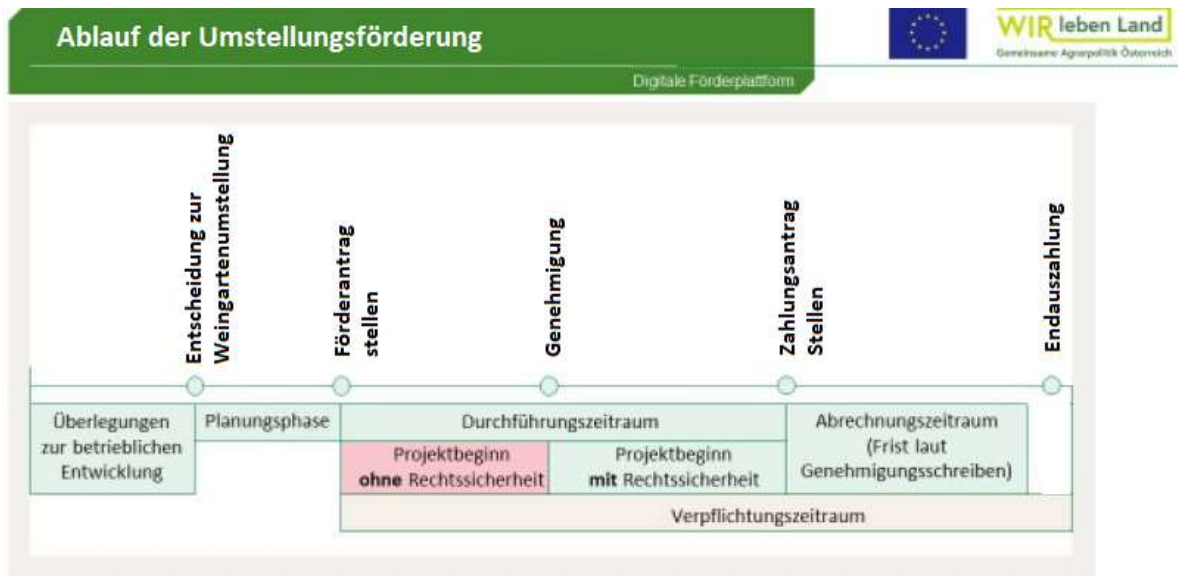 Ablauf der Umstellungsförderung
WIR leben Land
Gemeinsame Agrarpolitik Österreich
Digitale Förderplattform
Entscheidung zur
Weingartenumstellung
Förderantrag
stellen
Genehmigung
Zahlungsantrag
Stellen
Endauszahlung
Überlegungen
zur betrieblichen
Entwicklung
Planungsphase
Durchführungszeitraum
Projektbeginn
ohne Rechtssicherheit
Projektbeginn
mit Rechtssicherheit
Abrechnungszeitraum
(Frist laut
Genehmigungsschreiben)
Verpflichtungszeitraum